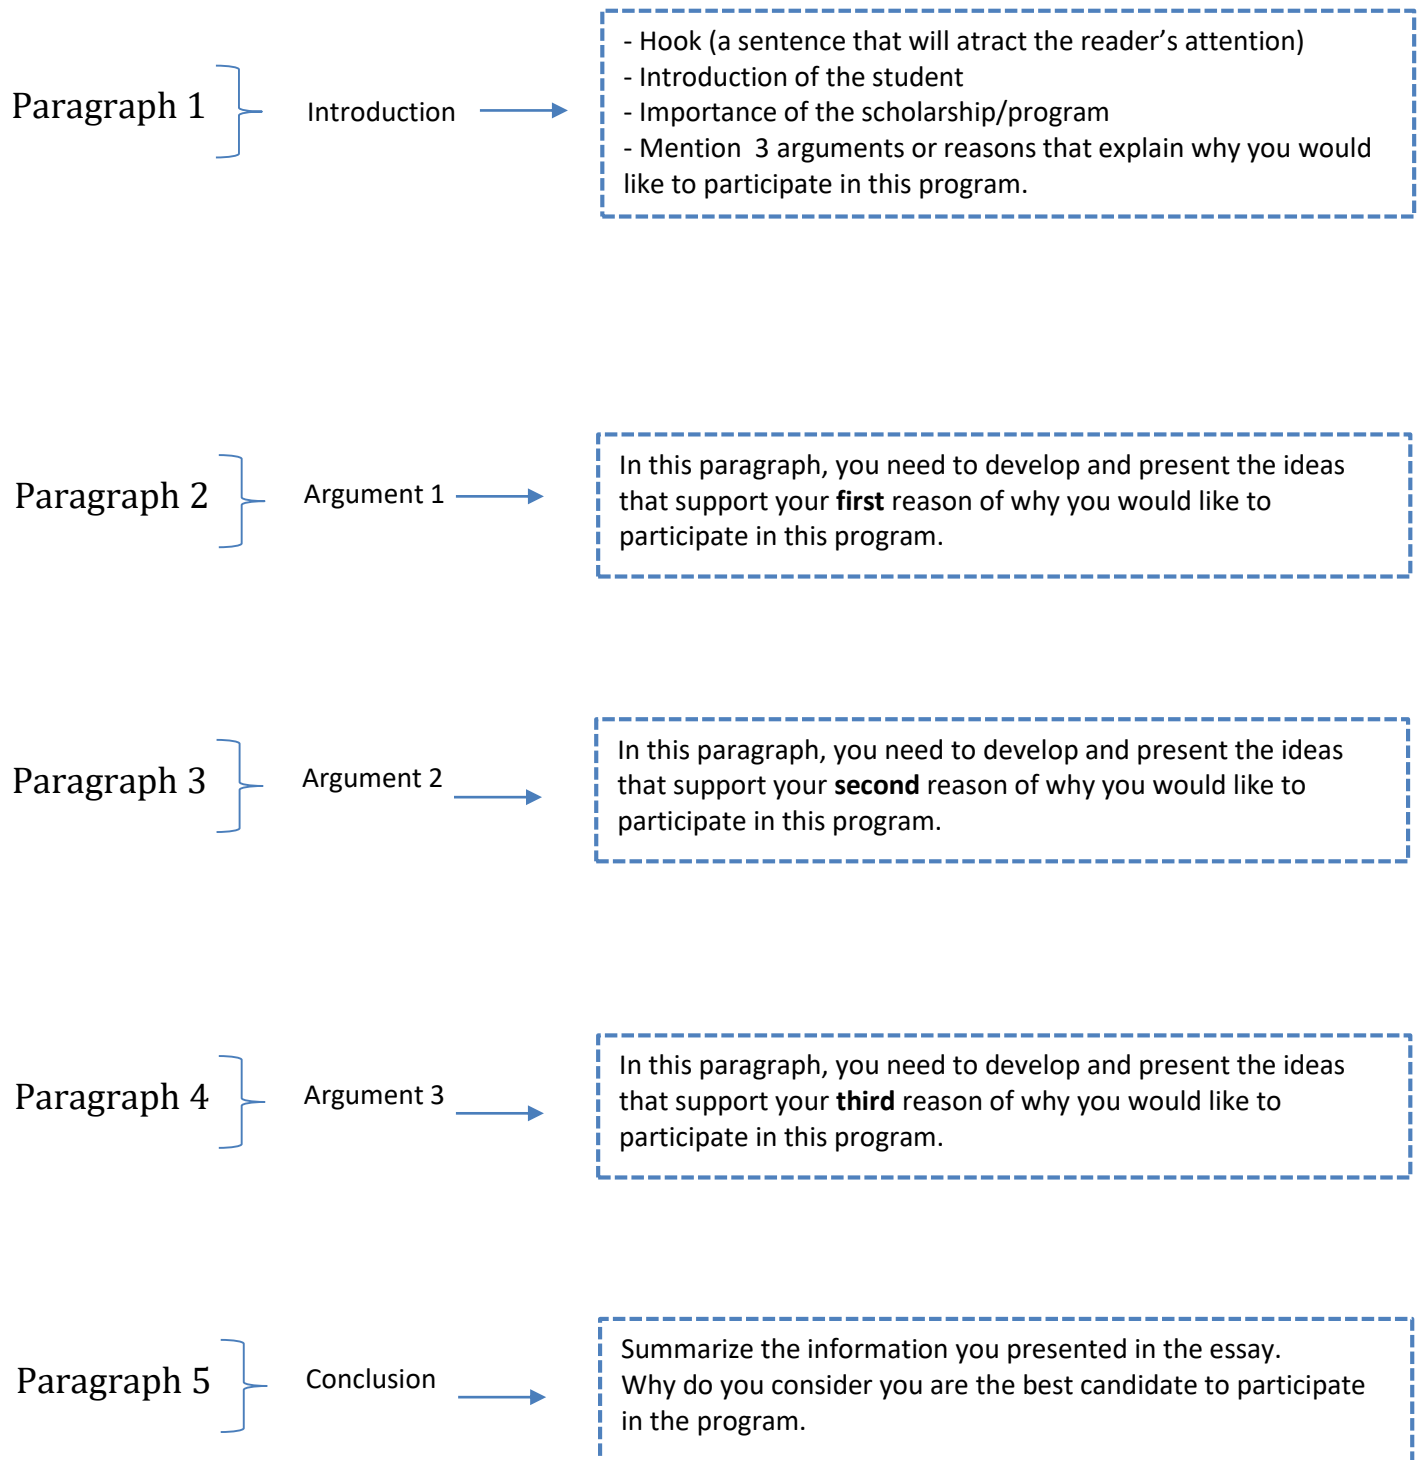 Paragraph 1
Introduction
- Hook (a sentence that will atract the reader’s attention)
- Introduction of the student
- Importance of the scholarship/program
- Mention  3 arguments or reasons that explain why you would
like to participate in this program.
Paragraph 2
Argument 1
In this paragraph, you need to develop and present the ideas
that support your first reason of why you would like to
participate in this program.
Paragraph 3
Argument 2
In this paragraph, you need to develop and present the ideas
that support your second reason of why you would like to
participate in this program.
Paragraph 4
Argument 3
In this paragraph, you need to develop and present the ideas
that support your third reason of why you would like to
participate in this program.
Paragraph 5
Conclusion
Summarize the information you presented in the essay.
Why do you consider you are the best candidate to participate
in the program.